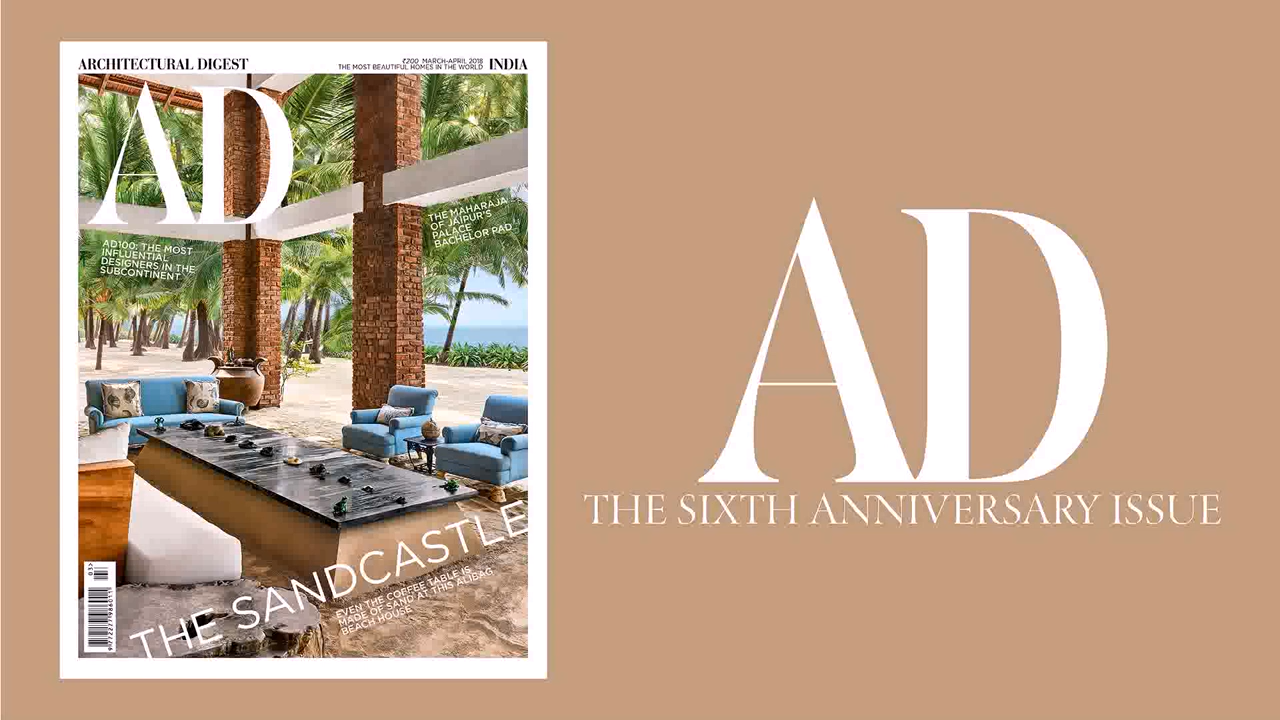 ARCHITECTURAL DIGEST
₹200 MARCH-APRIL 2018
THE MOST BEAUTIFUL HOMES IN THE WORLD INDIA
AD
AD100: THE MOST
INFLUENTIAL
DESIGNERS IN THE
SUBCONTINENT
THE MAHARAJA
OF JAIPUR'S
PALACE
BACHELOR PAD
THE SANDCASTLE
EVEN THE COFFEE TABLE IS
MADE OF SAND AT THIS ALIBAG
BEACH HOUSE
03>
AD
THE SIXTH ANNIVERSARY ISSUE